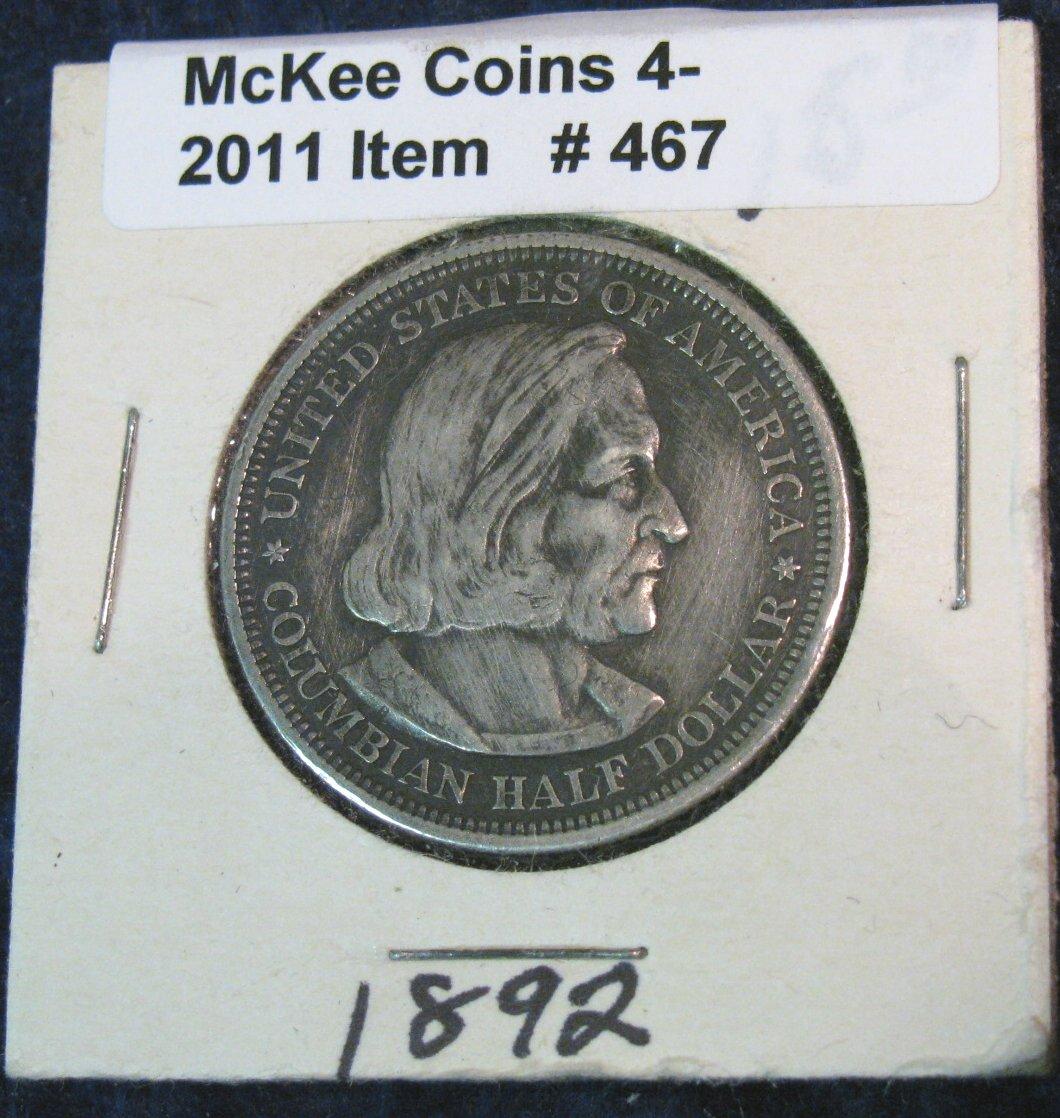 McKee Coins 4-
2011 Item # 467
UNITED STATES OF AMERICA
* COLUMBIAN HALF DOLLAR *
1892